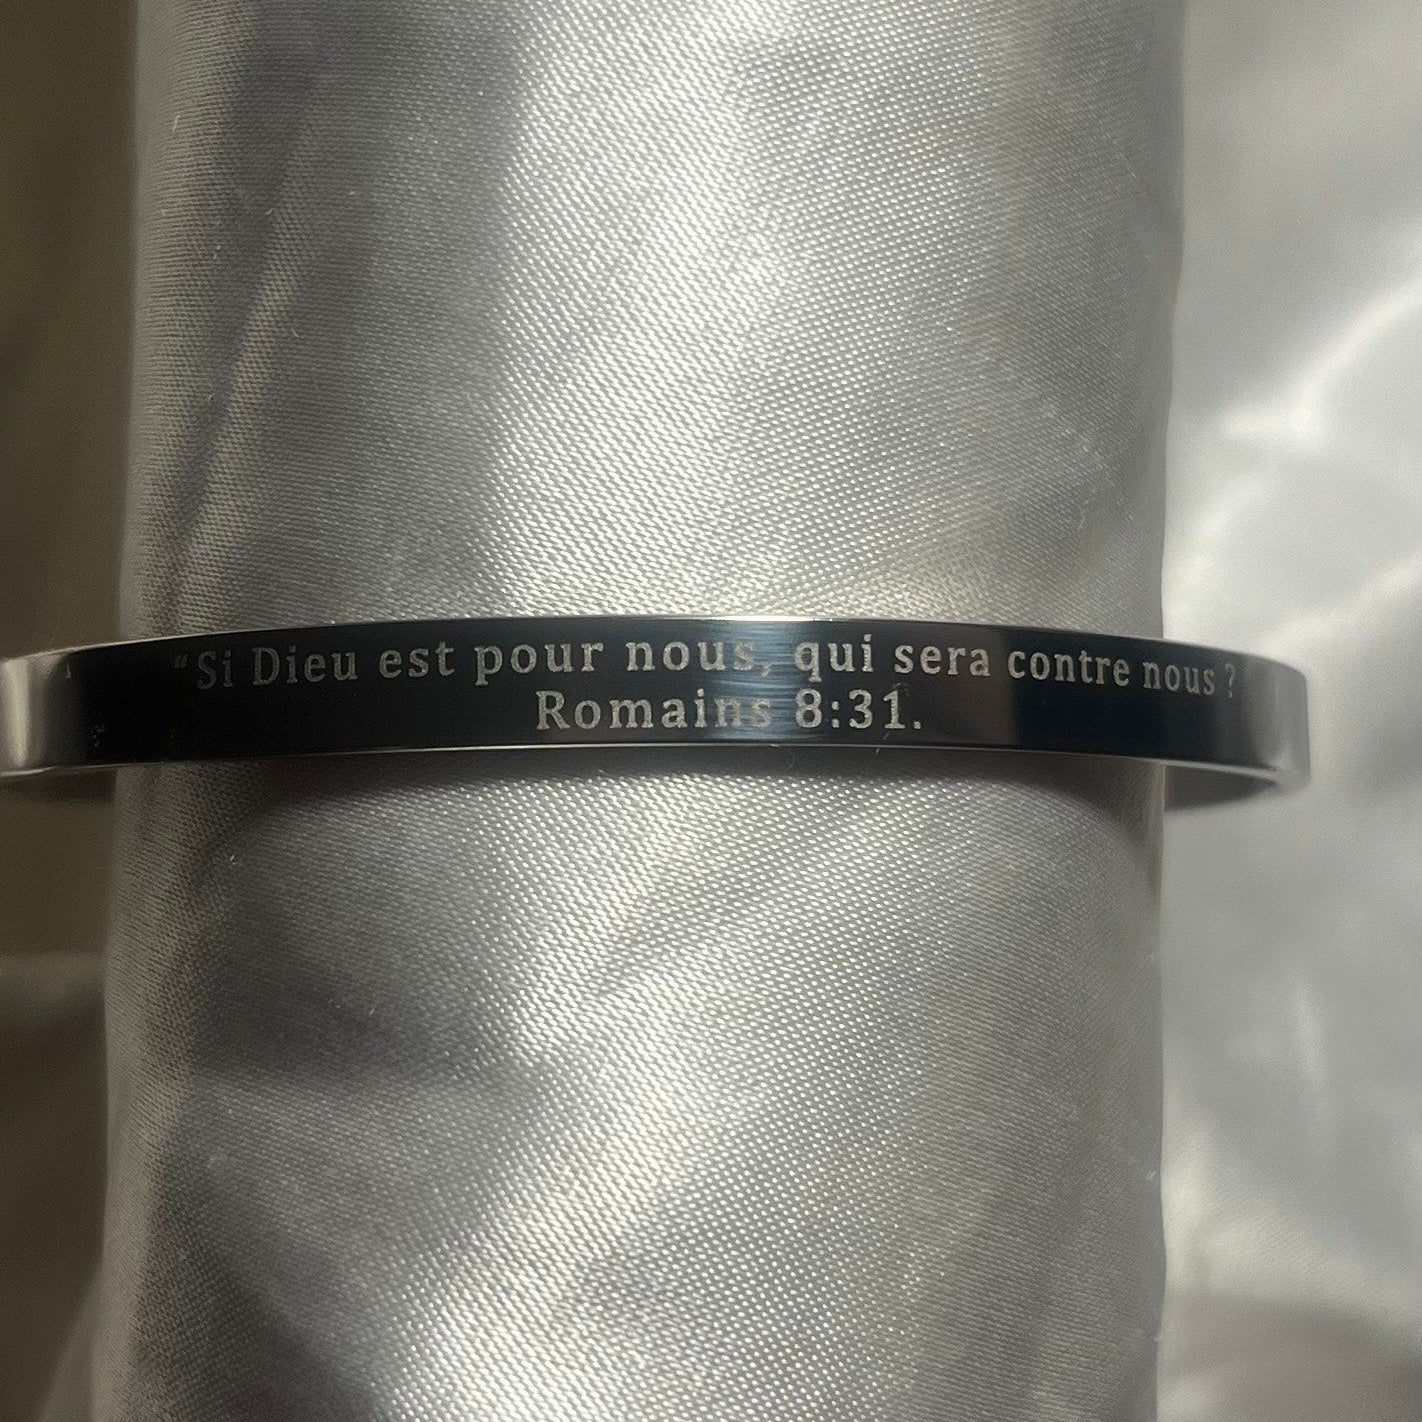 "Si Dieu est pour nous, qui sera contre nous ?
Romains 8:31.